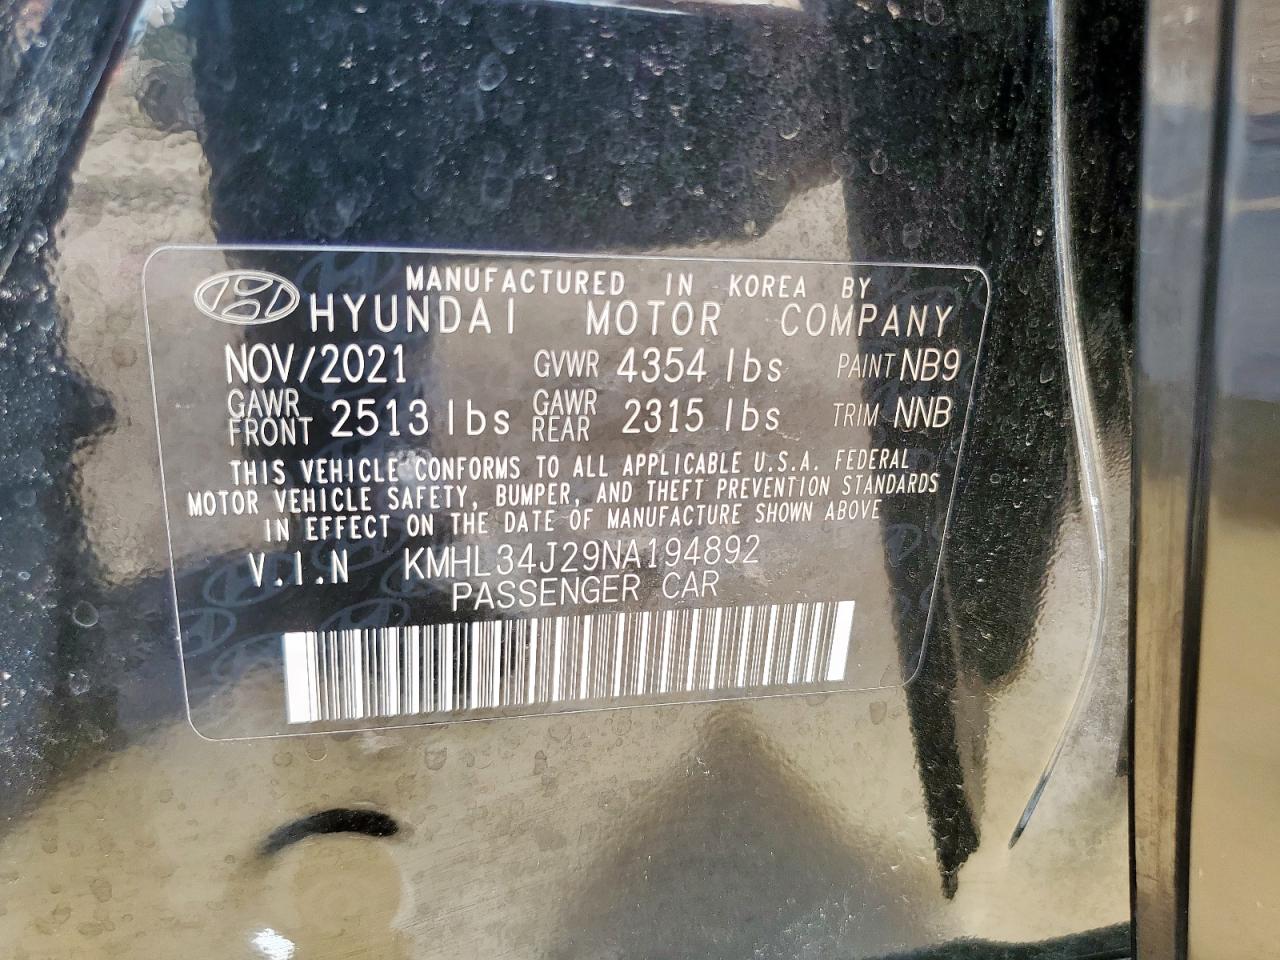 MANUFACTURED IN KOREA BY
HYUNDAI MOTOR COMPANY
NOV/2021 GVWR 4354 lbs PAINT NB9
GAWR FRONT 2513 lbs GAWR REAR 2315 lbs TRIM NNB
THIS VEHICLE CONFORMS TO ALL APPLICABLE U.S.A. FEDERAL
MOTOR VEHICLE SAFETY, BUMPER, AND THEFT PREVENTION STANDARDS
IN EFFECT ON THE DATE OF MANUFACTURE SHOWN ABOVE
V.I.N KMHL34J29NA194892
PASSENGER CAR